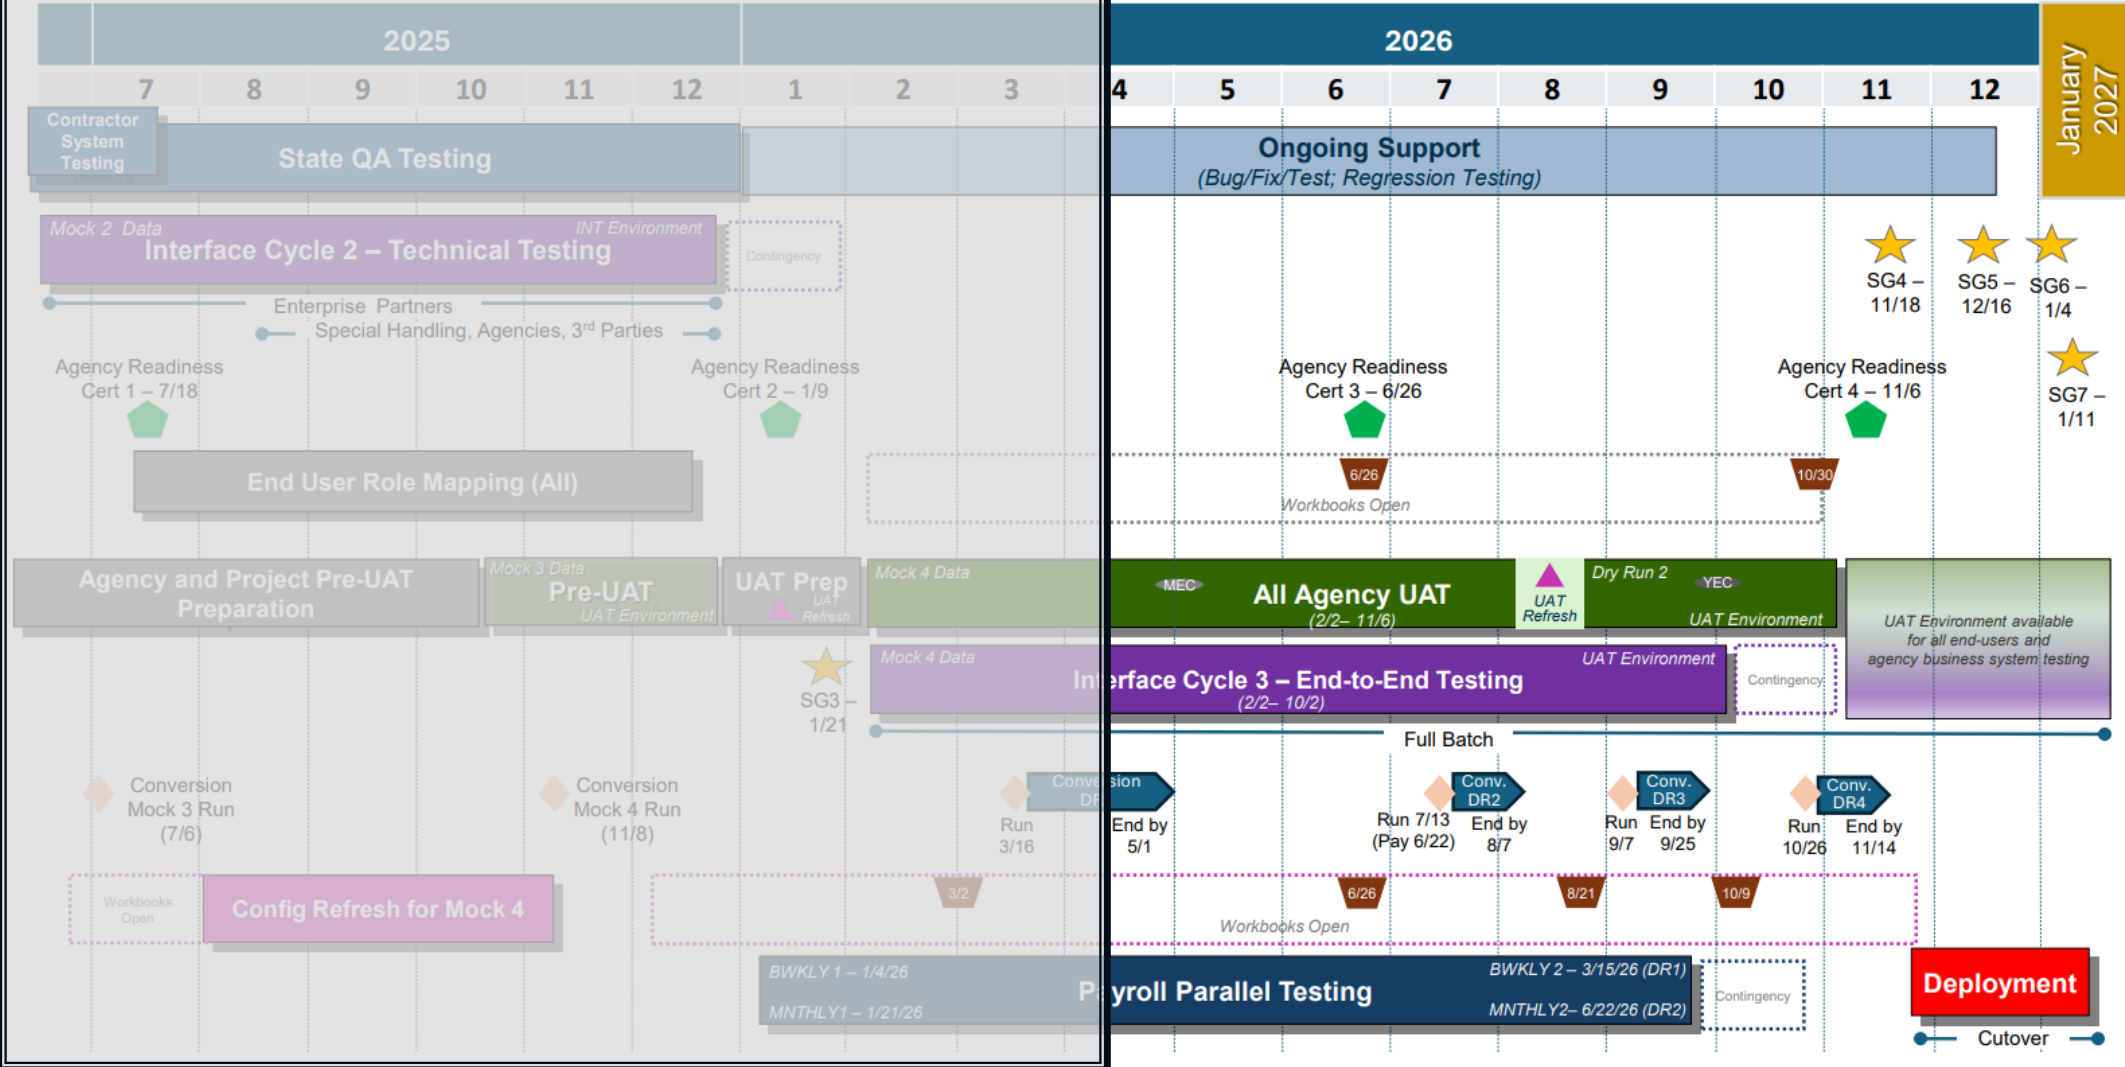 2025
2026
January
2027
7 8 9 10 11 12 1 2 3 4 5 6 7 8 9 10 11 12
Contractor
System
Testing
State QA Testing
Ongoing Support
(Bug/Fix/Test; Regression Testing)
Mock 2 Data
INT Environment
Interface Cycle 2 – Technical Testing
Contingency
Enterprise Partners
Special Handling, Agencies, 3rd Parties
SG4 –
11/18
SG5 –
12/16
SG6 –
1/4
SG7 –
1/11
Agency Readiness
Cert 1 – 7/18
Agency Readiness
Cert 2 – 1/9
Agency Readiness
Cert 3 – 6/26
Agency Readiness
Cert 4 – 11/6
End User Role Mapping (All)
6/26
10/30
Workbooks Open
Agency and Project Pre-UAT
Preparation
Mock 3 Data
Pre-UAT
UAT Environment
UAT Prep
UAT
Refresh
Mock 4 Data
MEC
All Agency UAT
(2/2– 11/6)
UAT
Refresh
Dry Run 2
YEC
UAT Environment
UAT Environment available
for all end-users and
agency business system testing
SG3 –
1/21
Mock 4 Data
Interface Cycle 3 – End-to-End Testing
(2/2– 10/2)
UAT Environment
Contingency
Full Batch
Conversion
Mock 3 Run
(7/6)
Conversion
Mock 4 Run
(11/8)
Run
3/16
Conversion
End by
5/1
Run 7/13
(Pay 6/22)
Conv.
DR2
End by
8/7
Run
9/7
Conv.
DR3
End by
9/25
Run
10/26
Conv.
DR4
End by
11/14
Workbooks
Open
Config Refresh for Mock 4
3/2
6/26
8/21
10/9
Workbooks Open
BWKLY 1 – 1/4/26
MNTHLY1 – 1/21/26
Payroll Parallel Testing
BWKLY 2 – 3/15/26 (DR1)
MNTHLY2– 6/22/26 (DR2)
Contingency
Deployment
Cutover